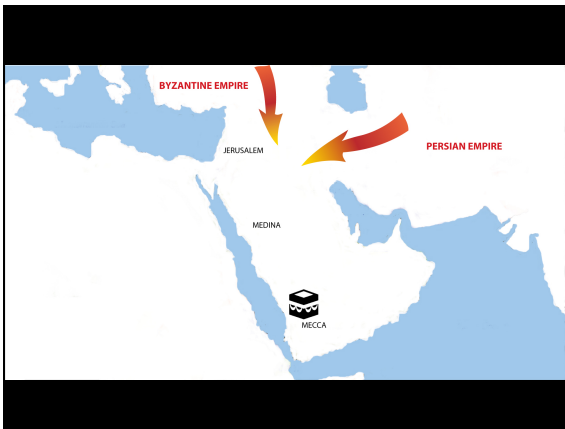 BYZANTINE EMPIRE
JERUSALEM
PERSIAN EMPIRE
MEDINA
MECCA